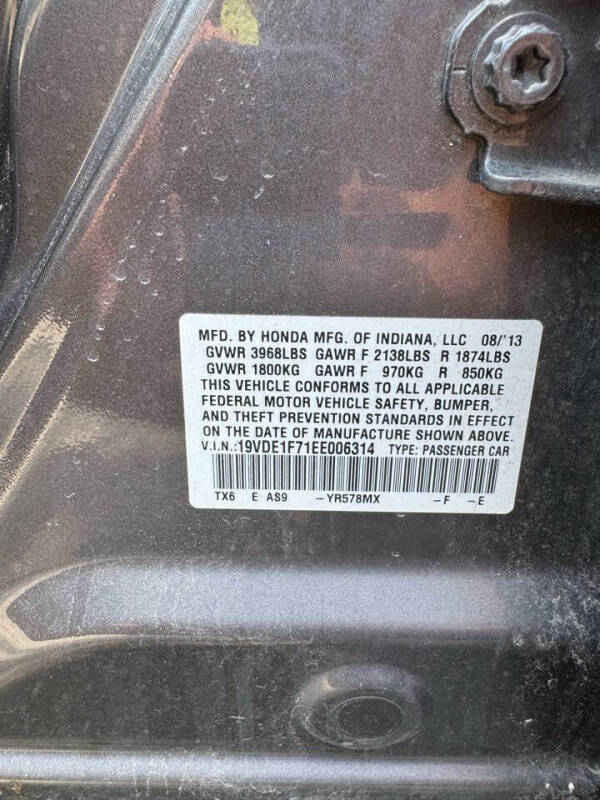 MFD. BY HONDA MFG. OF INDIANA, LLC 08/'13
GVWR 3968LBS GAWR F 2138LBS R 1874LBS
GVWR 1800KG GAWR F 970KG R 850KG
THIS VEHICLE CONFORMS TO ALL APPLICABLE
FEDERAL MOTOR VEHICLE SAFETY, BUMPER,
AND THEFT PREVENTION STANDARDS IN EFFECT
ON THE DATE OF MANUFACTURE SHOWN ABOVE.
V.I.N.:19VDE1F71EE006314 TYPE: PASSENGER CAR
TX6 E AS9 -YR578MX -F -E